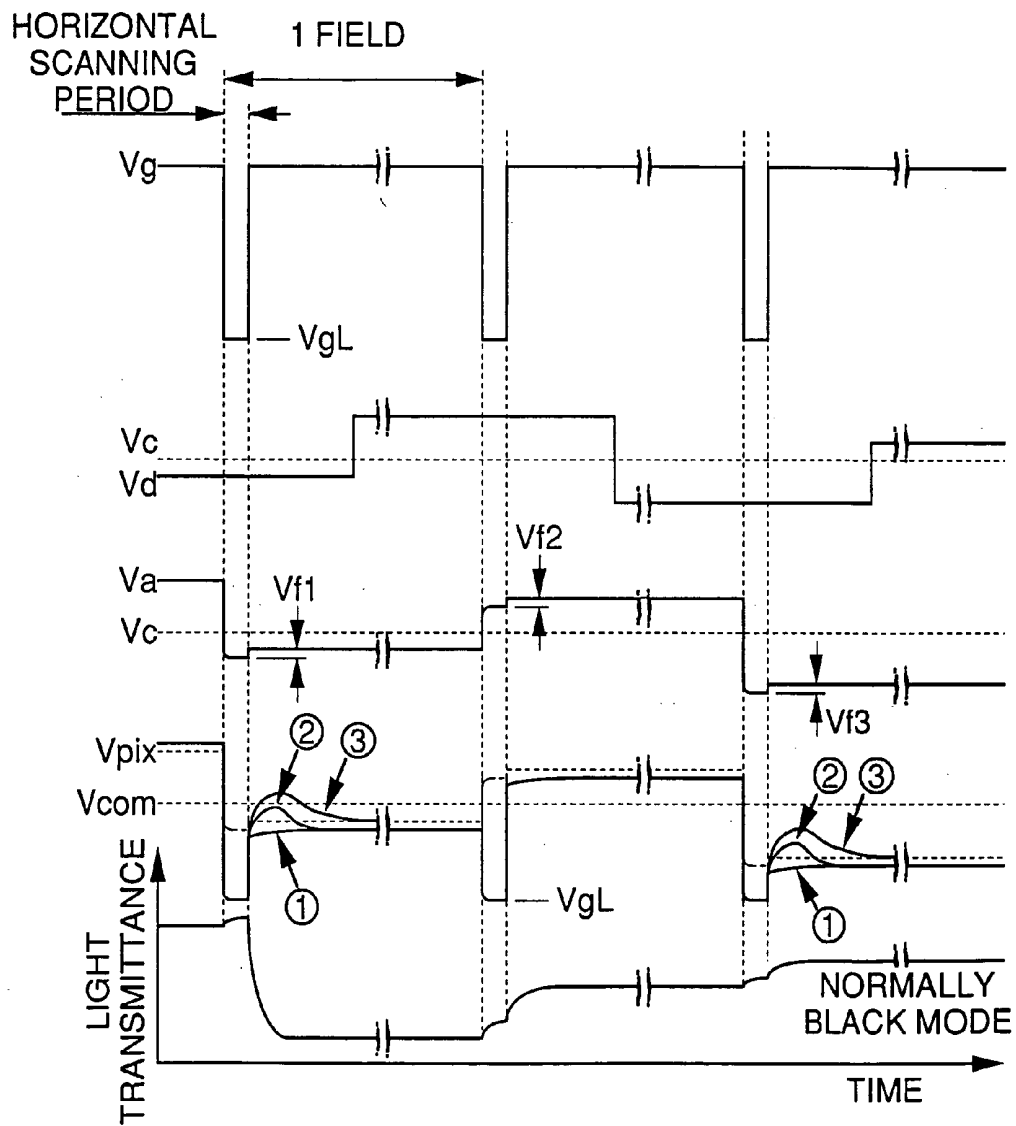 HORIZONTAL
SCANNING
PERIOD
1 FIELD
Vg
VgL
Vc
Vd
Va
Vf1
Vf2
Vc
Vf3
Vpix
②
③
②
③
Vcom
①
VgL
①
LIGHT
TRANSMITTANCE
NORMALLY
BLACK MODE
TIME